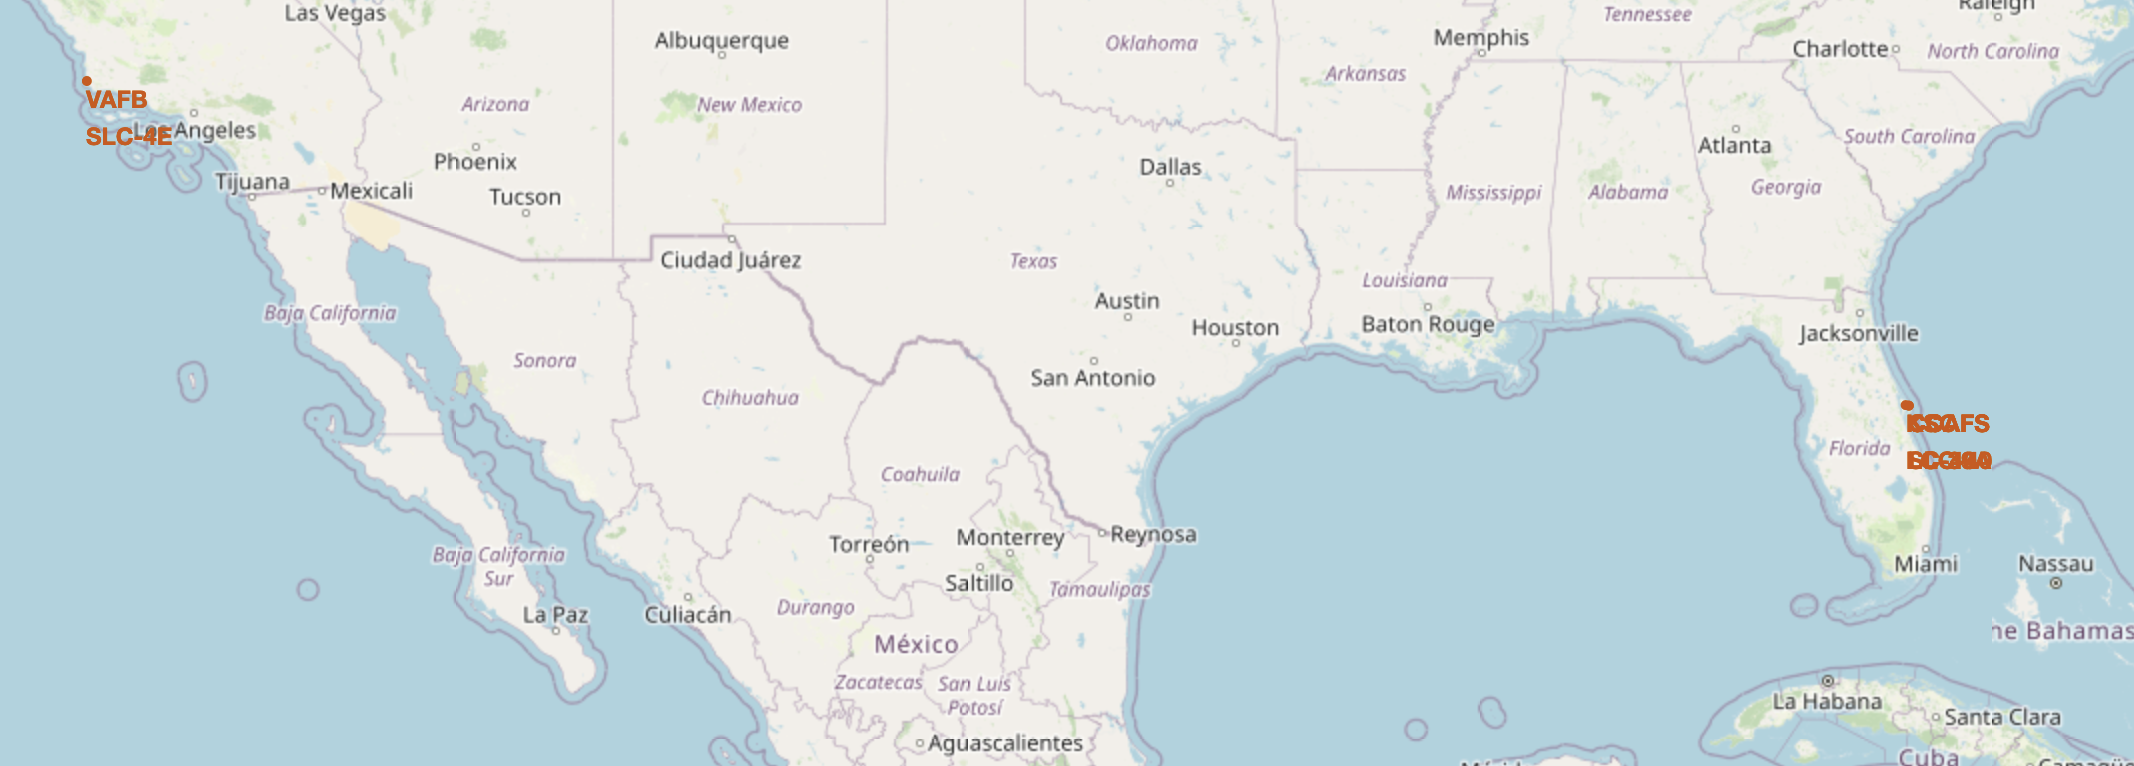 Las Vegas
Albuquerque
Oklahoma
Memphis
Tennessee
Raleigh
Charlotte
North Carolina
VAFB
SLC-4E
Los Angeles
Arizona
New Mexico
Arkansas
Phoenix
Dallas
Atlanta
South Carolina
Tijuana
Mexicali
Tucson
Mississippi
Alabama
Georgia
Ciudad Juárez
Texas
Louisiana
Baja California
Austin
Houston
Baton Rouge
Jacksonville
Sonora
San Antonio
Chihuahua
Florida
Coahuila
Torreón
Monterrey
Reynosa
Baja California
Sur
Saltillo
Tamaulipas
Miami
Nassau
La Paz
Culiacán
Durango
México
he Bahamas
Zacatecas
San Luis
Potosí
La Habana
Santa Clara
Aguascalientes
Cuba